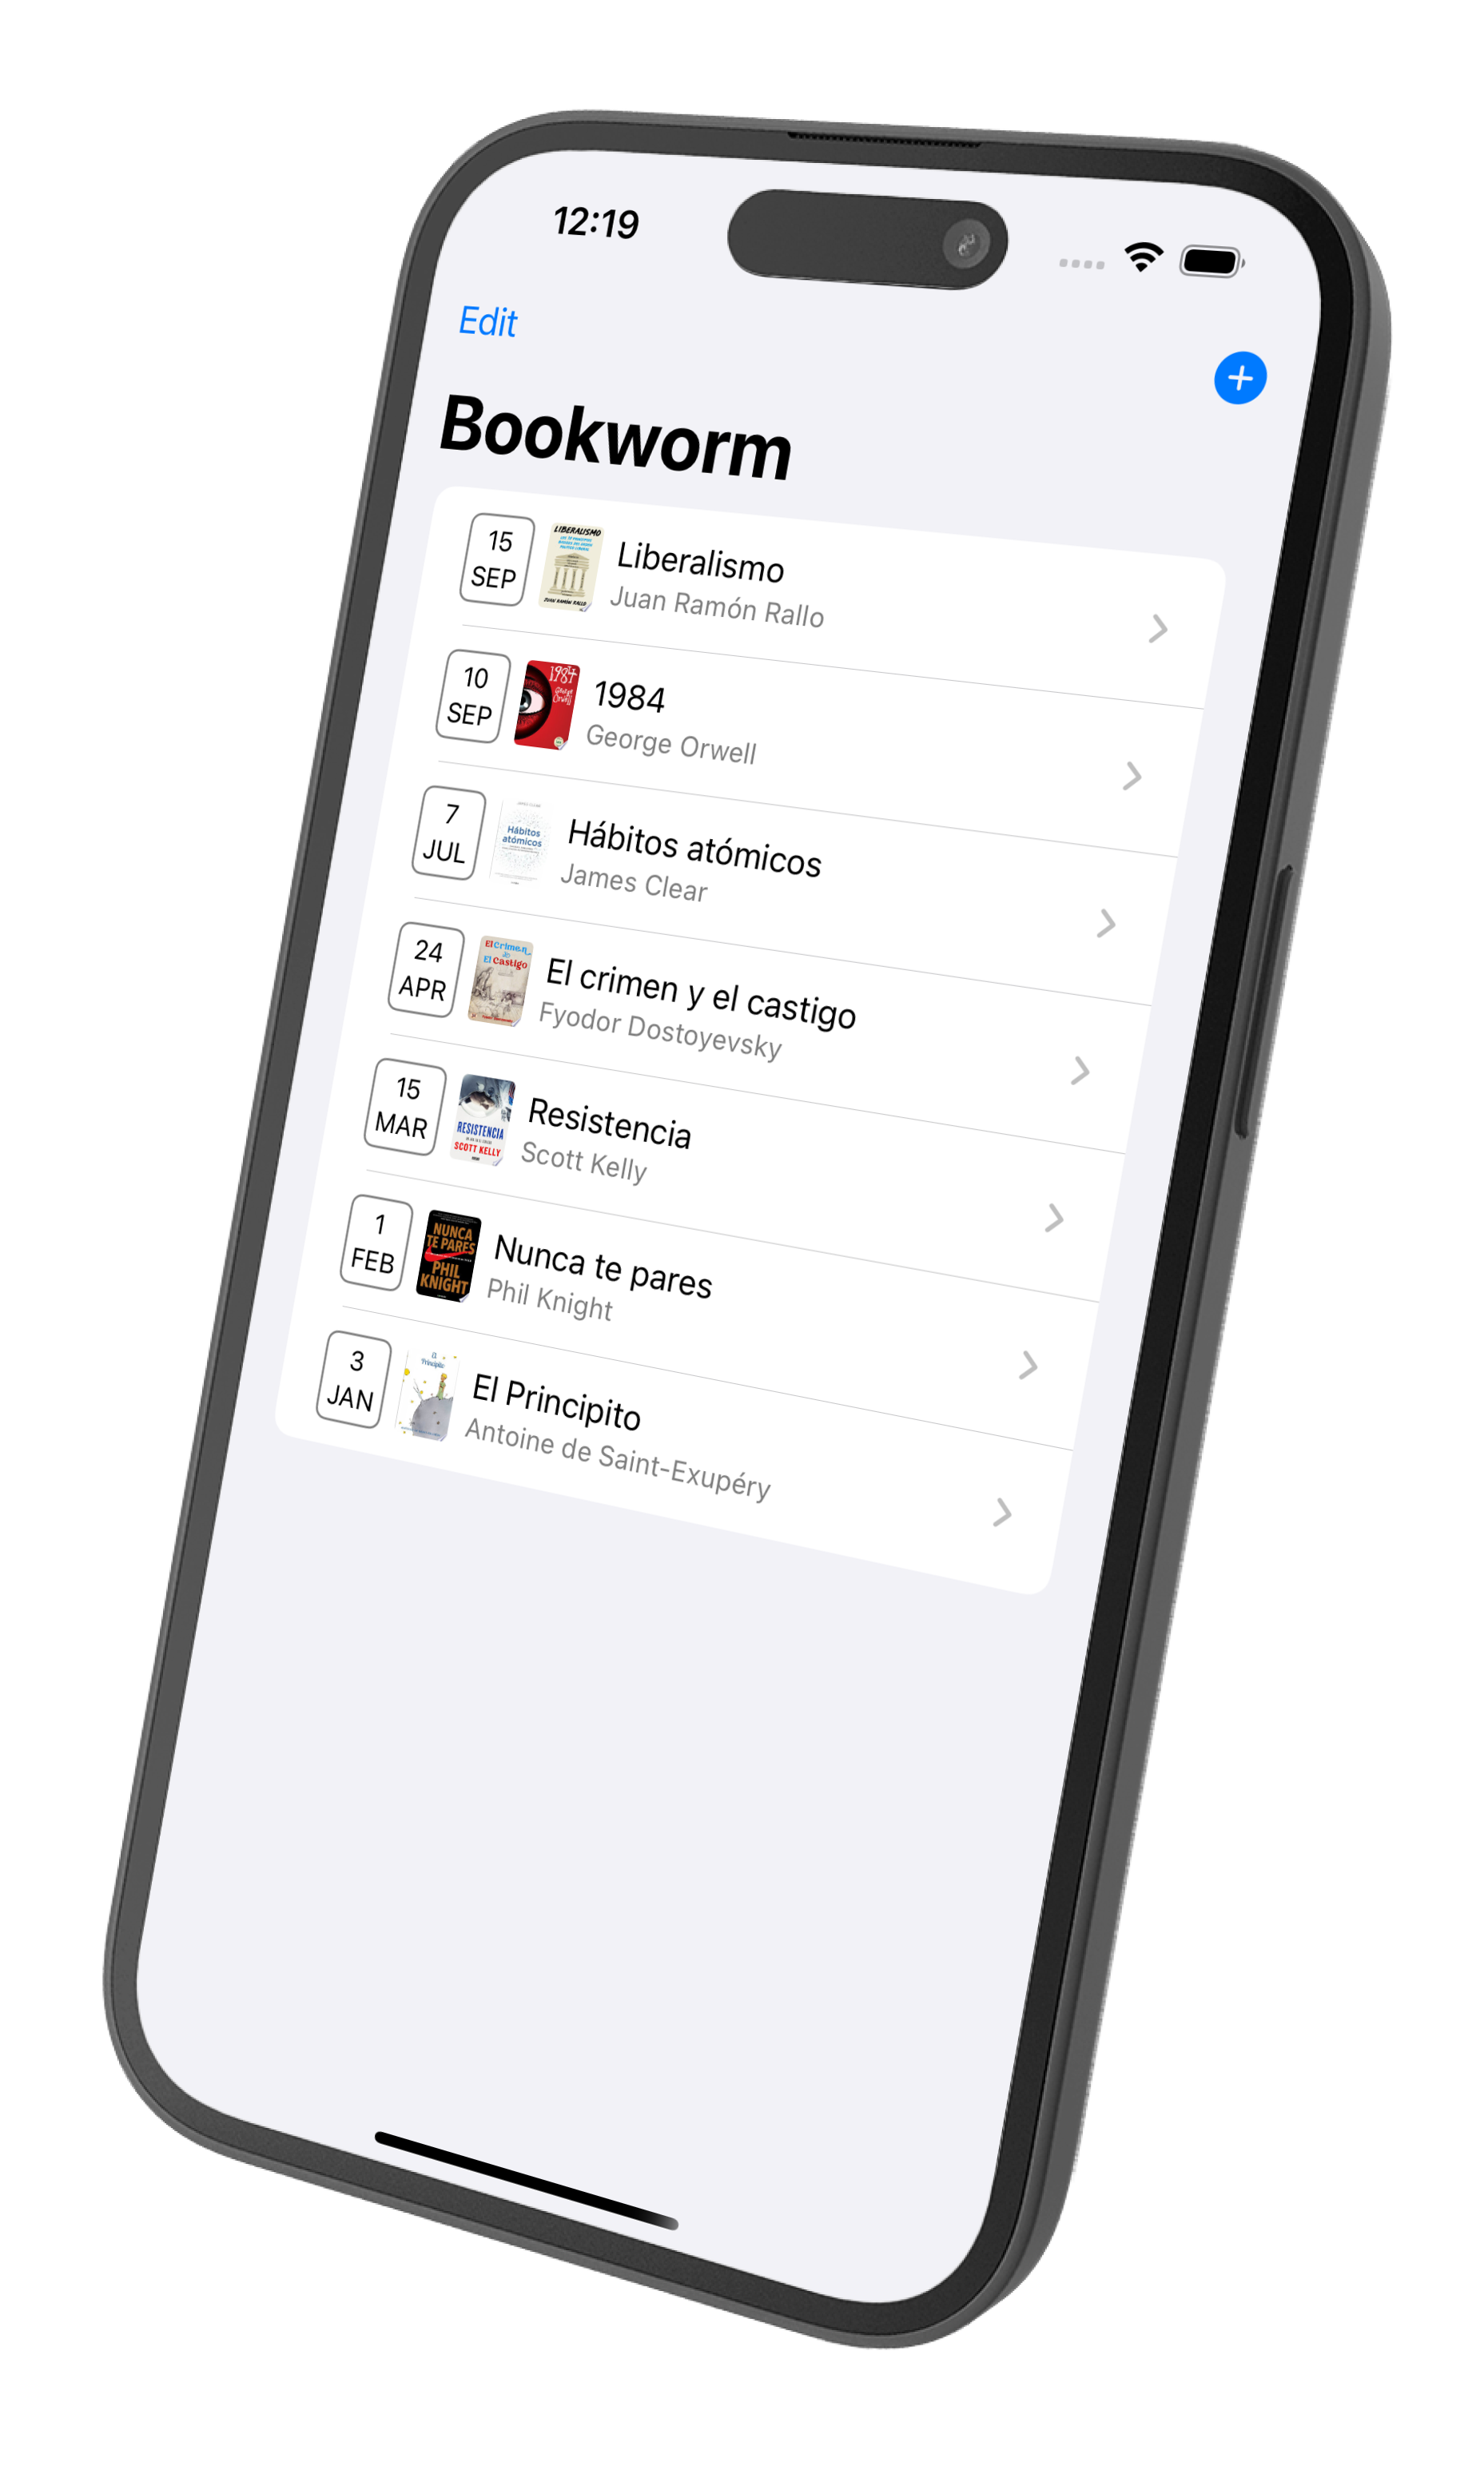 12:19
Edit
Bookworm
15
SEP
LIBERALISMO
JUAN RAMÓN RALLO
Liberalismo
Juan Ramón Rallo
10
SEP
1984
George
Orwell
1984
George Orwell
7
JUL
Hábitos
atómicos
Hábitos atómicos
James Clear
24
APR
El Crimen
El Castigo
El crimen y el castigo
Fyodor Dostoyevsky
15
MAR
RESISTENCIA
SCOTT KELLY
Resistencia
Scott Kelly
1
FEB
NUNCA
TE PARES
PHIL
KNIGHT
Nunca te pares
Phil Knight
3
JAN
El
Principito
El Principito
Antoine de Saint-Exupéry